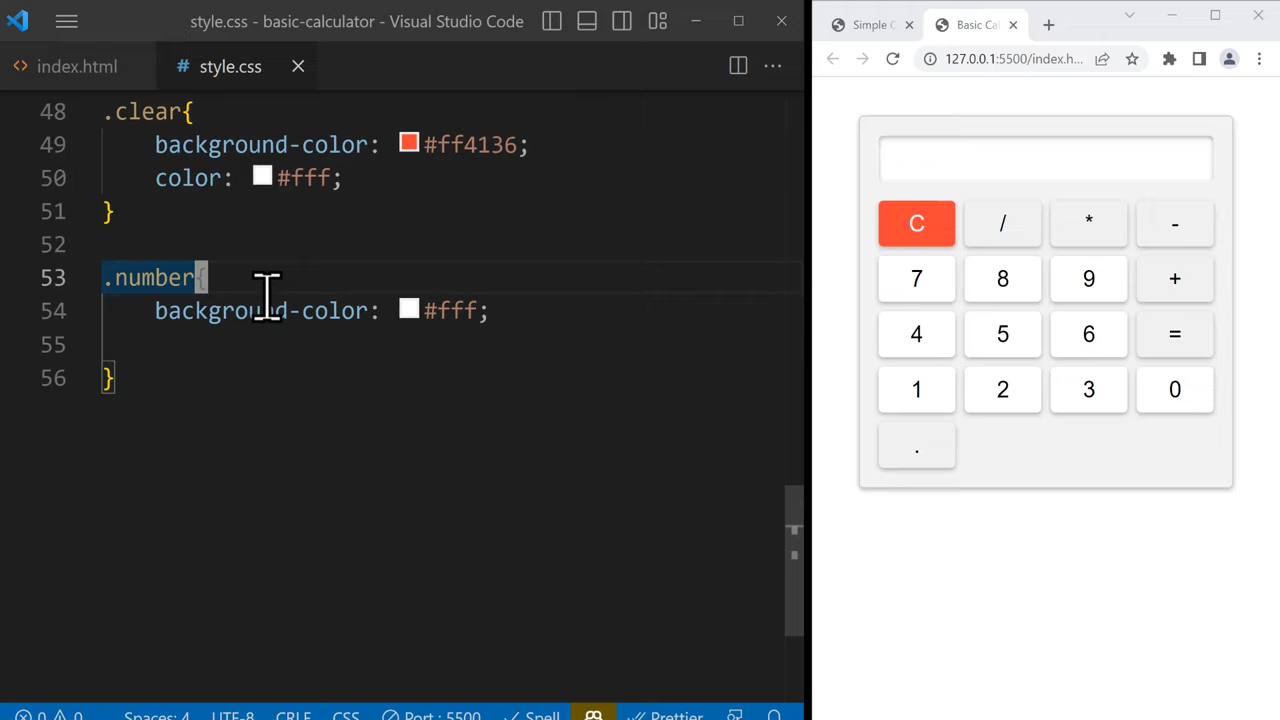 style.css - basic-calculator - Visual Studio Code
index.html
style.css
48 .clear{
49 background-color: #ff4136;
50 color: #fff;
51 }
52
53 .number{
54 background-color: #fff;
55
56 }
0 0 Spaces: 4 UTF-8 CRLF CSS Port : 5500 Spell Prettier
Simple C
Basic Cal
127.0.0.1:5500/index.h...
C / * -
7 8 9 +
4 5 6 =
1 2 3 0
.